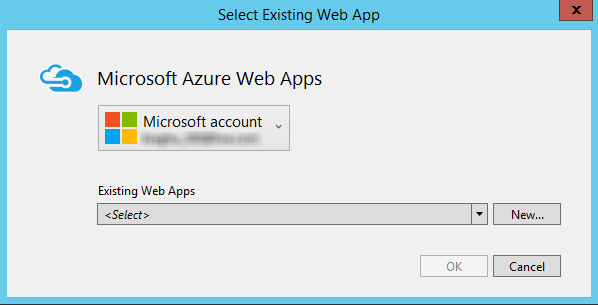 Select Existing Web App
x
Microsoft Azure Web Apps
Microsoft account
Existing Web Apps
<Select>
New...
OK
Cancel